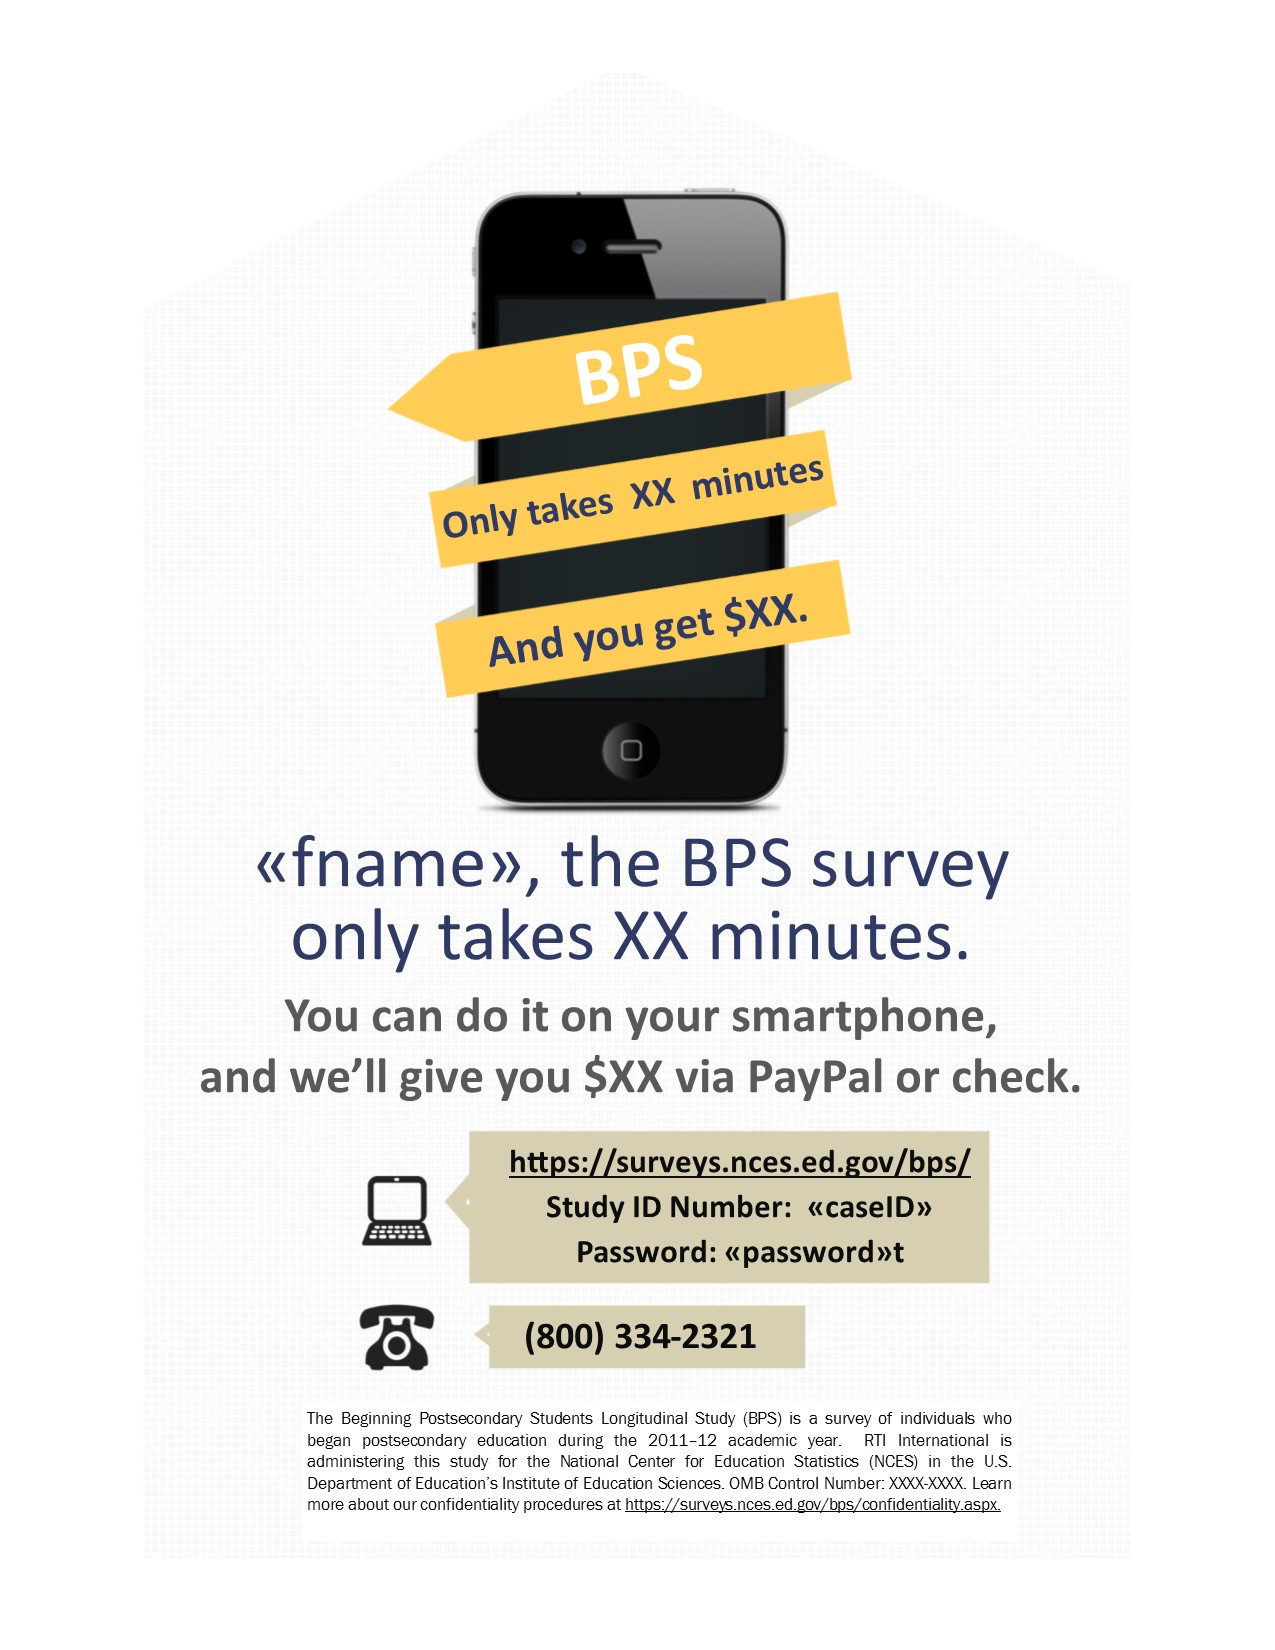 BPS
Only takes  XX  minutes
And you get $XX.
«fname», the BPS survey
only takes XX minutes.
You can do it on your smartphone,
and we’ll give you $XX via PayPal or check.
https://surveys.nces.ed.gov/bps/
Study ID Number:  «caseID»
Password: «password»t
(800) 334-2321
The Beginning Postsecondary Students Longitudinal Study (BPS) is a survey of individuals who
began postsecondary education during the 2011–12 academic year.  RTI International is
administering this study for the National Center for Education Statistics (NCES) in the U.S.
Department of Education’s Institute of Education Sciences. OMB Control Number: XXXX-XXXX. Learn
more about our confidentiality procedures at https://surveys.nces.ed.gov/bps/confidentiality.aspx.